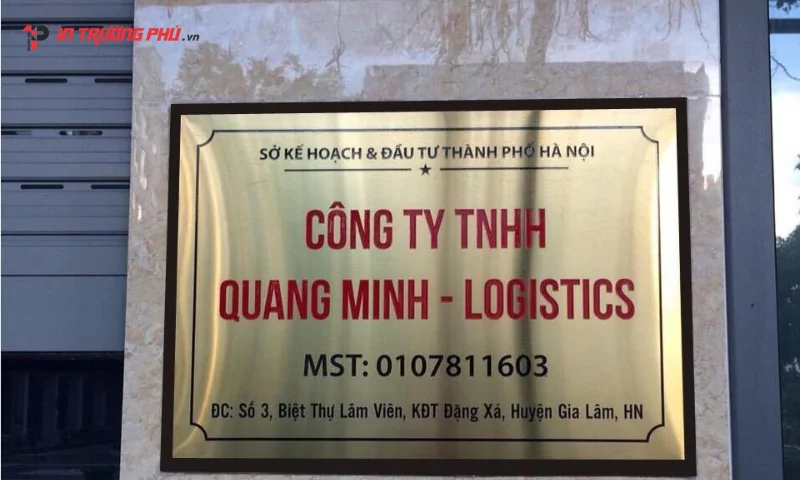 IN TRƯỜNG PHÚ.vn
SỞ KẾ HOẠCH & ĐẦU TƯ THÀNH PHỐ HÀ NỘI
CÔNG TY TNHH
QUANG MINH - LOGISTICS
MST: 0107811603
ĐC: Số 3, Biệt Thự Lâm Viên, KĐT Đặng Xá, Huyện Gia Lâm, HN